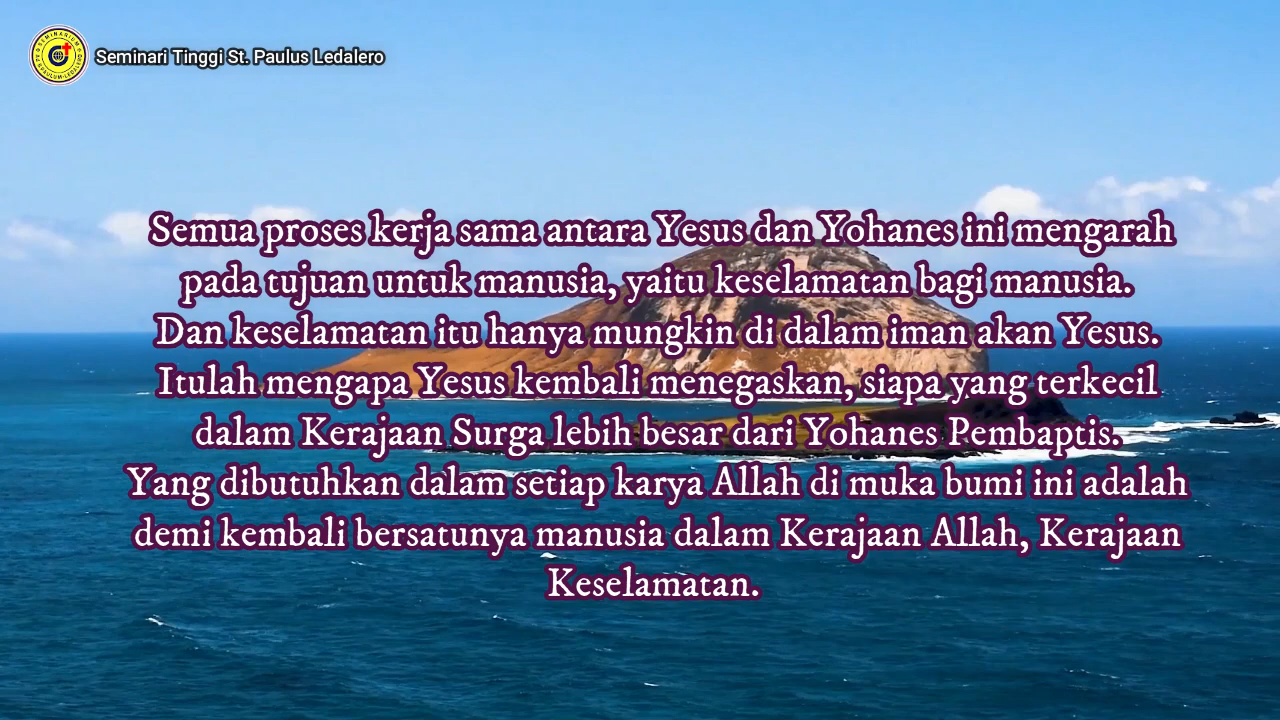 Seminari Tinggi St. Paulus Ledalero
Semua proses kerja sama antara Yesus dan Yohanes ini mengarah
pada tujuan untuk manusia, yaitu keselamatan bagi manusia.
Dan keselamatan itu hanya mungkin di dalam iman akan Yesus.
Itulah mengapa Yesus kembali menegaskan, siapa yang terkecil
dalam Kerajaan Surga lebih besar dari Yohanes Pembaptis.
Yang dibutuhkan dalam setiap karya Allah di muka bumi ini adalah
demi kembali bersatunya manusia dalam Kerajaan Allah, Kerajaan
Keselamatan.